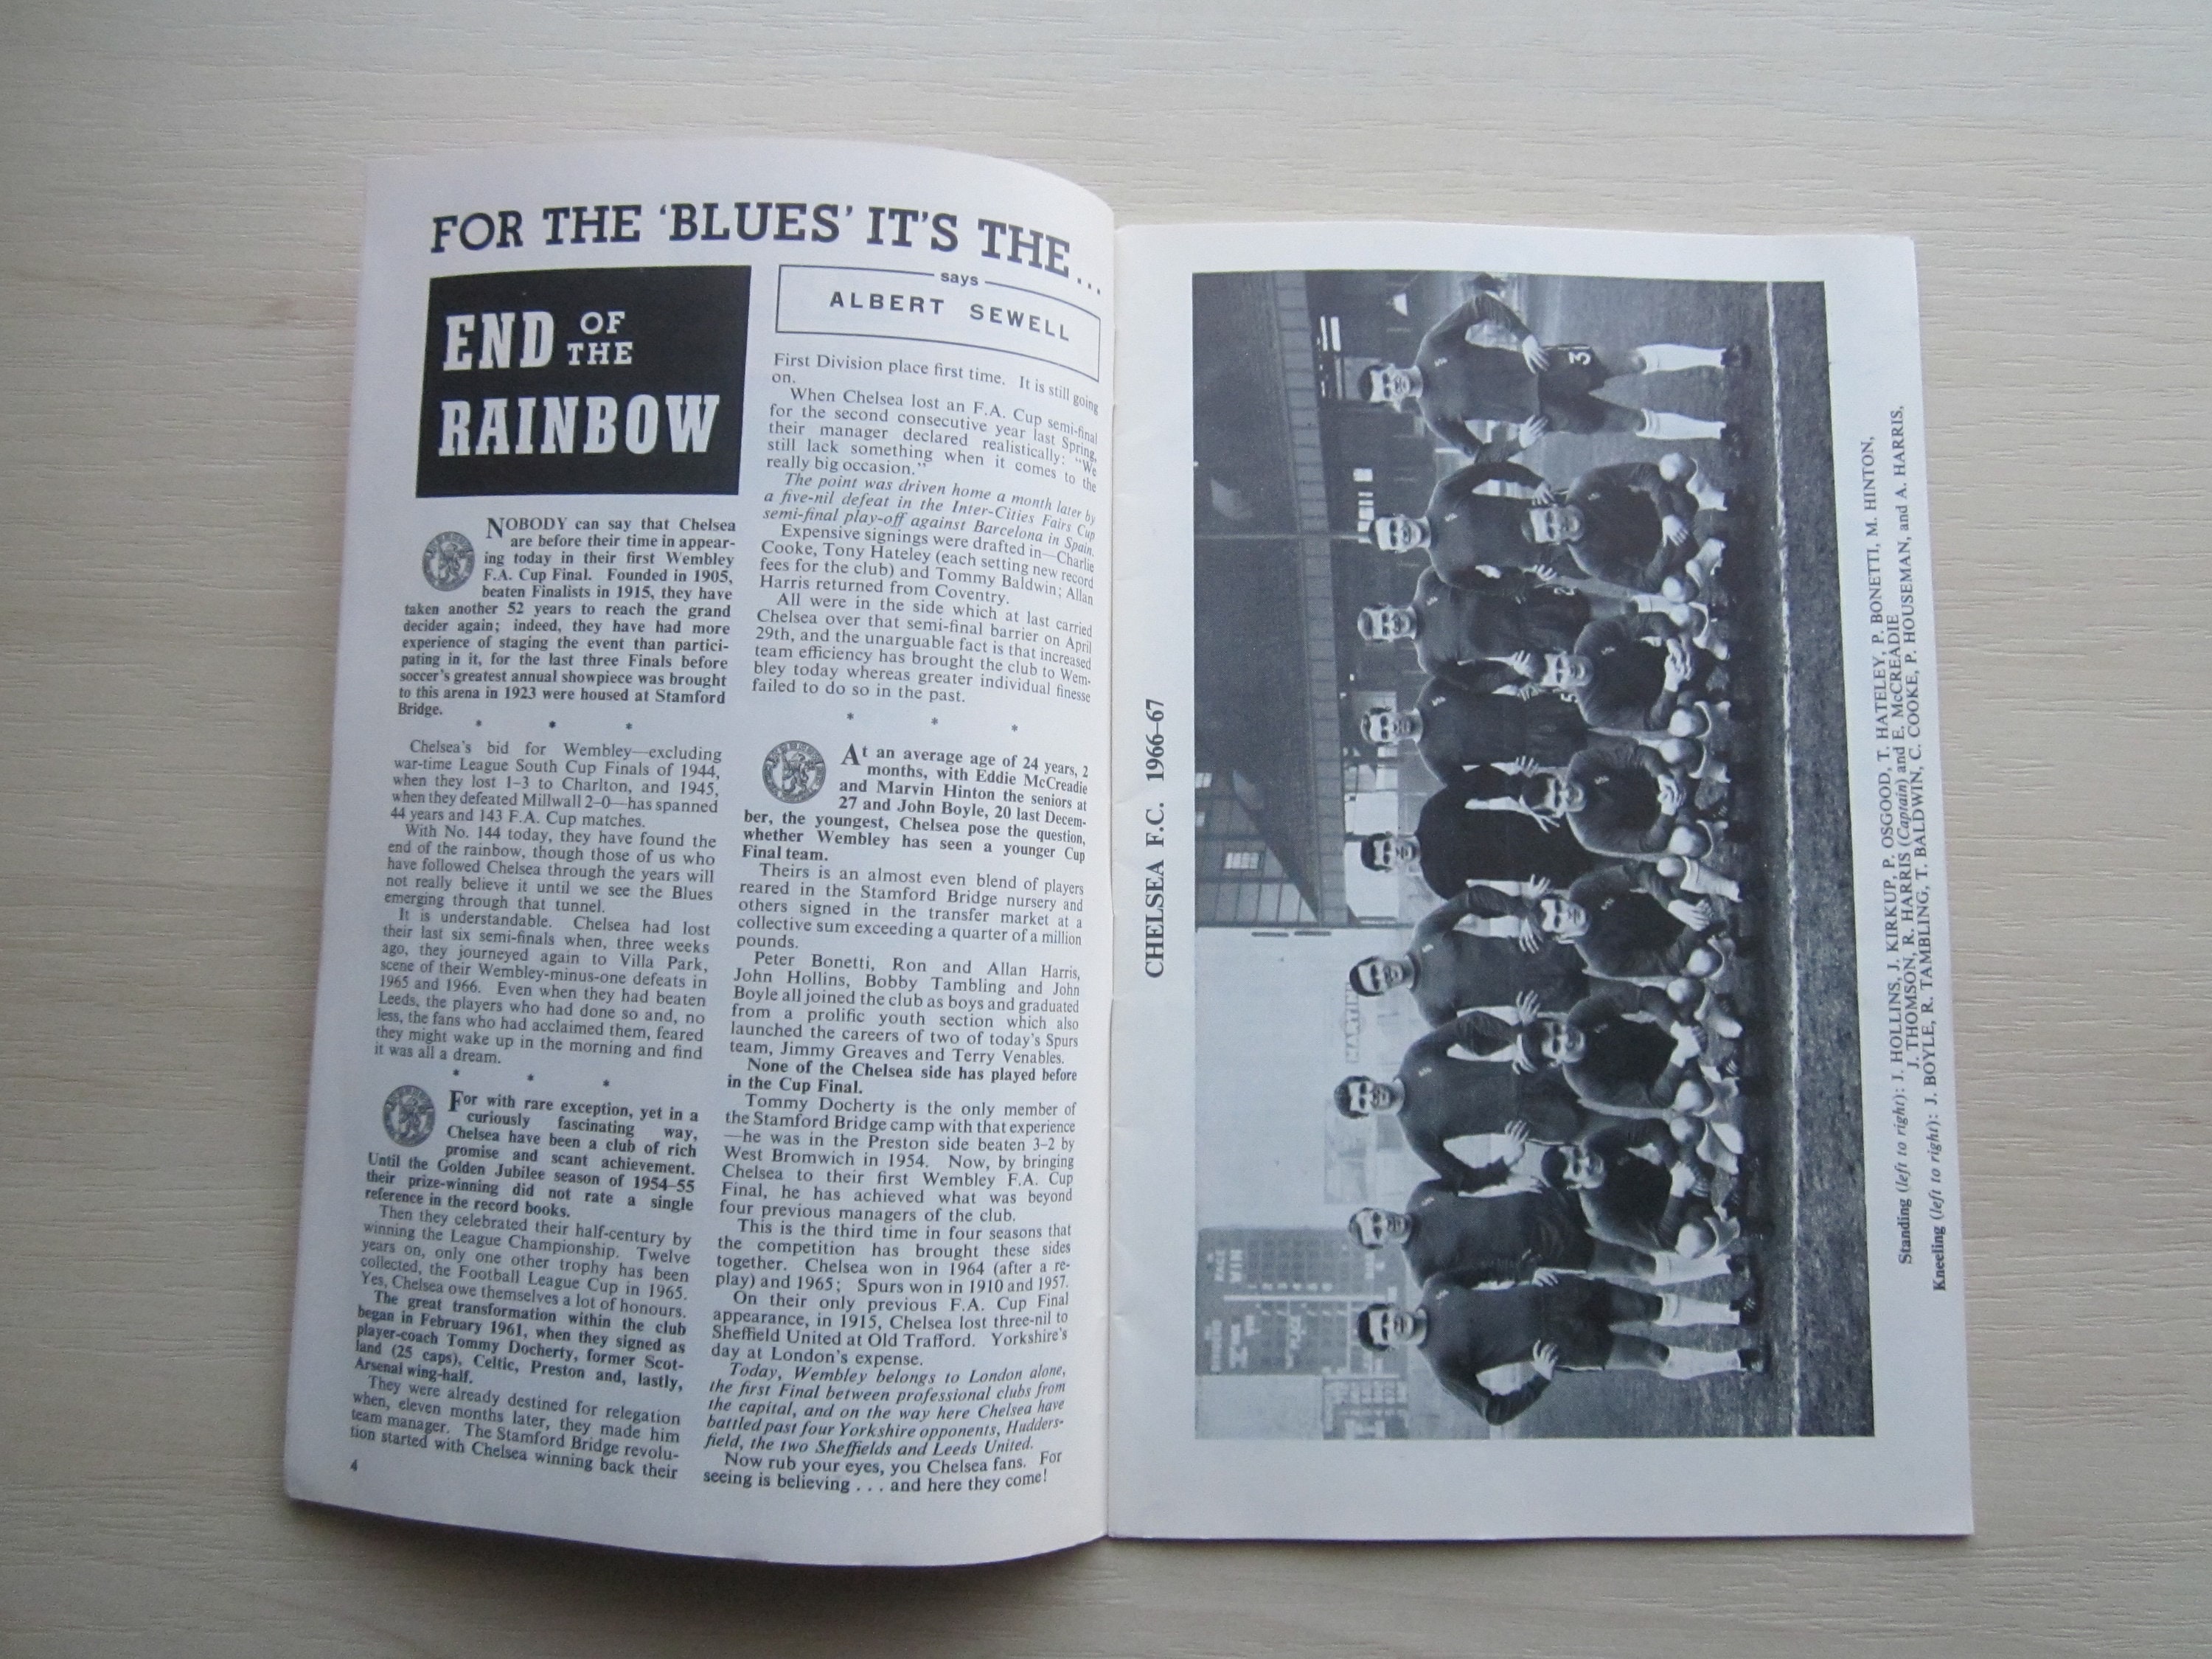 FOR THE ‘BLUES’ IT’S THE...
END OF
THE
RAINBOW
NOBODY can say that Chelsea
are before their time in appear-
ing today in their first Wembley
F.A. Cup Final. Founded in 1905,
beaten Finalists in 1915, they have
taken another 52 years to reach the grand
decider again; indeed, they have had more
experience of staging the event than partici-
pating in it, for the last three Finals before
soccer's greatest annual showpiece was brought
to this arena in 1923 were housed at Stamford
Bridge.
* * *
Chelsea's bid for Wembley—excluding
war-time League South Cup Finals of 1944,
when they lost 1–3 to Charlton, and 1945,
when they defeated Millwall 2–0—has spanned
44 years and 143 F.A. Cup matches.
With No. 144 today, they have found the
end of the rainbow, though those of us who
have followed Chelsea through the years will
not really believe it until we see the Blues
emerging through that tunnel.
It is understandable. Chelsea had lost
their last six semi-finals when, three weeks
ago, they journeyed again to Villa Park,
scene of their Wembley-minus-one defeats in
1965 and 1966. Even when they had beaten
Leeds, the players who had done so and, no
less, the fans who had acclaimed them, feared
they might wake up in the morning and find
it was all a dream.
* * *
For with rare exception, yet in a
curiously fascinating way,
Chelsea have been a club of rich
promise and scant achievement.
Until the Golden Jubilee season of 1954–55
their prize-winning did not rate a single
reference in the record books.
Then they celebrated their half-century by
winning the League Championship. Twelve
years on, only one other trophy has been
collected, the Football League Cup in 1965.
Yes, Chelsea owe themselves a lot of honours.
The great transformation within the club
began in February 1961, when they signed as
player-coach Tommy Docherty, former Scot-
land (25 caps), Celtic, Preston and, lastly,
Arsenal wing-half.
They were already destined for relegation
when, eleven months later, they made him
team manager. The Stamford Bridge revolu-
tion started with Chelsea winning back their
4
says
ALBERT SEWELL
First Division place first time. It is still going
on.
When Chelsea lost an F.A. Cup semi-final
for the second consecutive year last Spring,
their manager declared realistically: "We
still lack something when it comes to the
really big occasion."
The point was driven home a month later by
a five-nil defeat in the Inter-Cities Fairs Cup
semi-final play-off against Barcelona in Spain.
Expensive signings were drafted in—Charlie
Cooke, Tony Hateley (each setting new record
fees for the club) and Tommy Baldwin; Allan
Harris returned from Coventry.
All were in the side which at last carried
Chelsea over that semi-final barrier on April
29th, and the unarguable fact is that increased
team efficiency has brought the club to Wem-
bley today whereas greater individual finesse
failed to do so in the past.
* * *
At an average age of 24 years, 2
months, with Eddie McCreadie
and Marvin Hinton the seniors at
27 and John Boyle, 20 last Decem-
ber, the youngest, Chelsea pose the question,
whether Wembley has seen a younger Cup
Final team.
Theirs is an almost even blend of players
reared in the Stamford Bridge nursery and
others signed in the transfer market at a
collective sum exceeding a quarter of a million
pounds.
Peter Bonetti, Ron and Allan Harris,
John Hollins, Bobby Tambling and John
Boyle all joined the club as boys and graduated
from a prolific youth section which also
launched the careers of two of today's Spurs
team, Jimmy Greaves and Terry Venables.
None of the Chelsea side has played before
in the Cup Final.
Tommy Docherty is the only member of
the Stamford Bridge camp with that experience
—he was in the Preston side beaten 3–2 by
West Bromwich in 1954. Now, by bringing
Chelsea to their first Wembley F.A. Cup
Final, he has achieved what was beyond
four previous managers of the club.
This is the third time in four seasons that
the competition has brought these sides
together. Chelsea won in 1964 (after a re-
play) and 1965; Spurs won in 1910 and 1957.
On their only previous F.A. Cup Final
appearance, in 1915, Chelsea lost three-nil to
Sheffield United at Old Trafford. Yorkshire's
day at London's expense.
Today, Wembley belongs to London alone,
the first Final between professional clubs from
the capital, and on the way here Chelsea have
battled past four Yorkshire opponents, Hudders-
field, the two Sheffields and Leeds United.
Now rub your eyes, you Chelsea fans. For
seeing is believing . . . and here they come!
CHELSEA F.C. 1966–67
3
Standing (left to right): J. HOLLINS, J. KIRKUP, P. OSGOOD, T. HATELEY, P. BONETTI, M. HINTON,
J. THOMSON, R. HARRIS (Captain) and E. McCREADIE
Kneeling (left to right): J. BOYLE, R. TAMBLING, T. BALDWIN, C. COOKE, P. HOUSEMAN, and A. HARRIS,